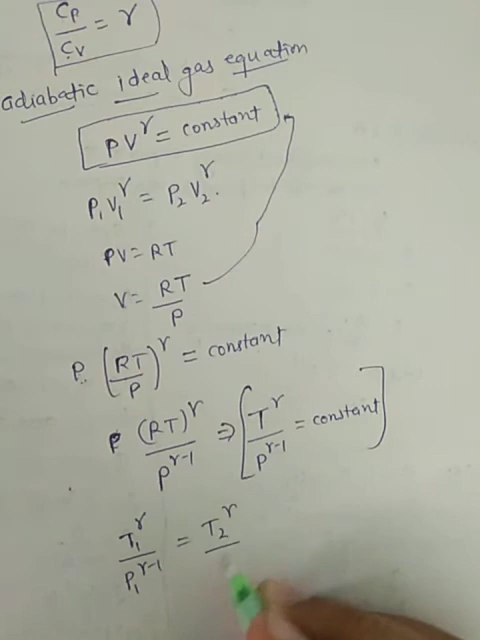 Cp/Cv = γ
adiabatic ideal gas equation
PV^γ = constant
P₁V₁^γ = P₂V₂^γ.
PV = RT
V = RT/P
P. (RT/P)^γ = constant
P (RT)^γ/P^γ-1 ⇒ [T^γ/P^γ-1 = constant]
T₁^γ/P₁^γ-1 = T₂^γ/